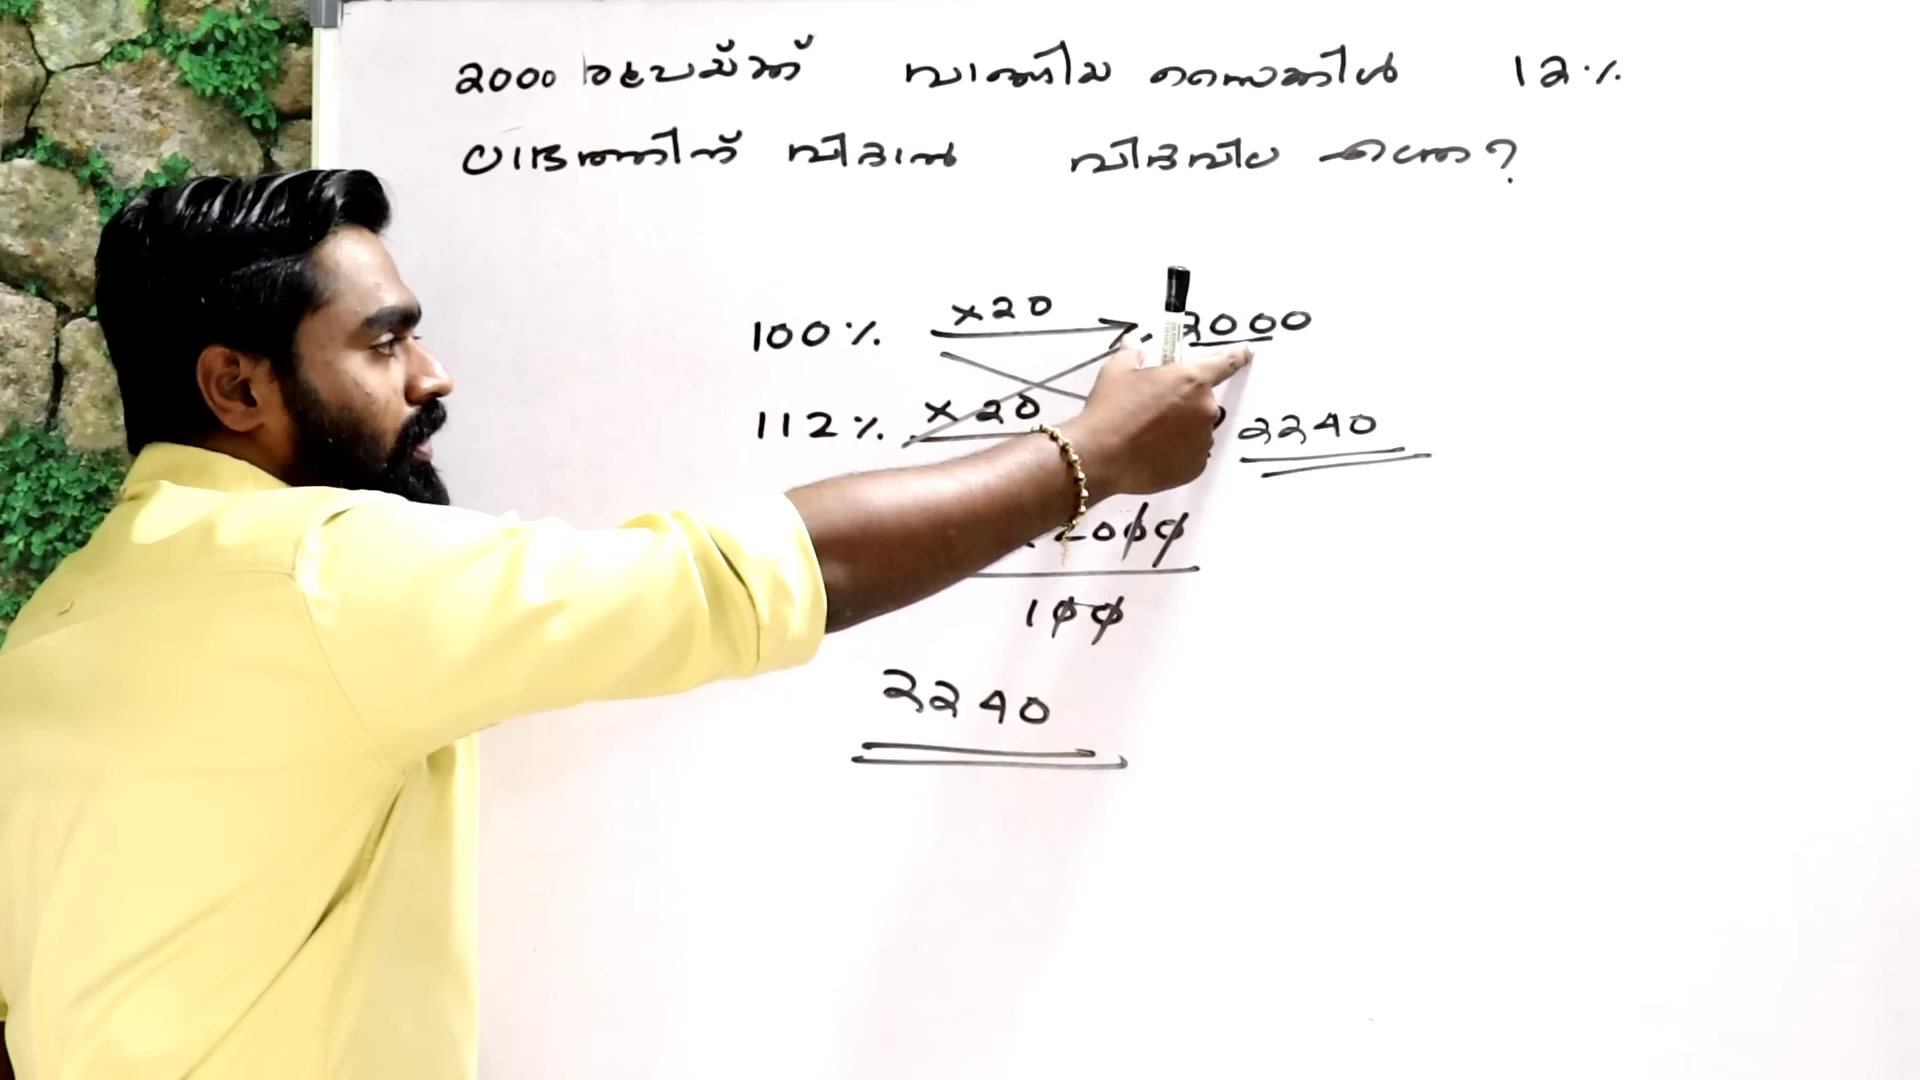 2000 രൂപയ്ക്ക് വാങ്ങിയ സൈക്കിൾ 12%
ലാഭത്തിന് വിറ്റാൽ വിറ്റവില എത്ര?
100% ×20 2000
112% ×20 2240
2000
100
2240